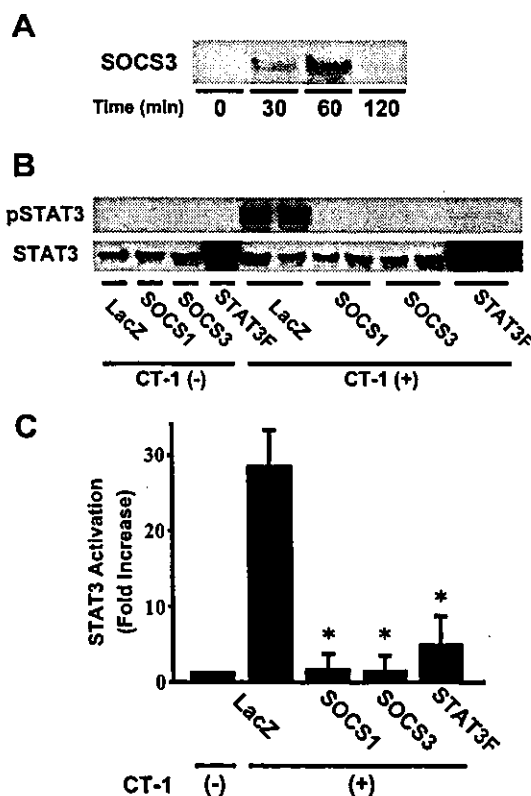 A
SOCS3
Time (min) 0 30 60 120
B
pSTAT3
STAT3
LacZ SOCS1 SOCS3 STAT3F LacZ SOCS1 SOCS3 STAT3F
CT-1 (-) CT-1 (+)
C
STAT3 Activation
(Fold Increase)
30
20
10
0
* * *
LacZ SOCS1 SOCS3 STAT3F
CT-1 (-) (+)